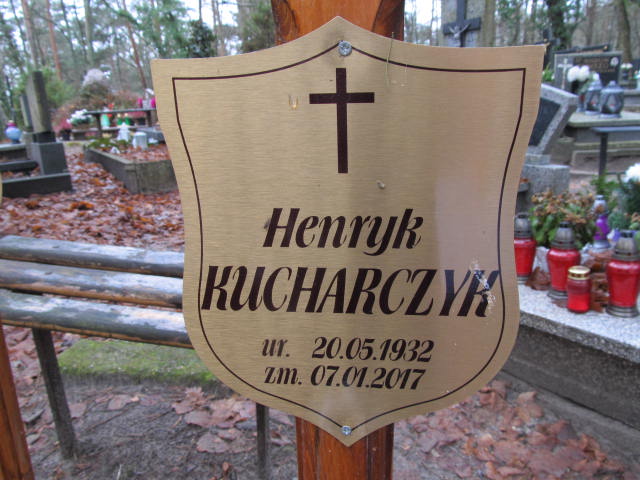 Henryk
KUCHARCZYK
ur. 20.05.1932
zm. 07.01.2017